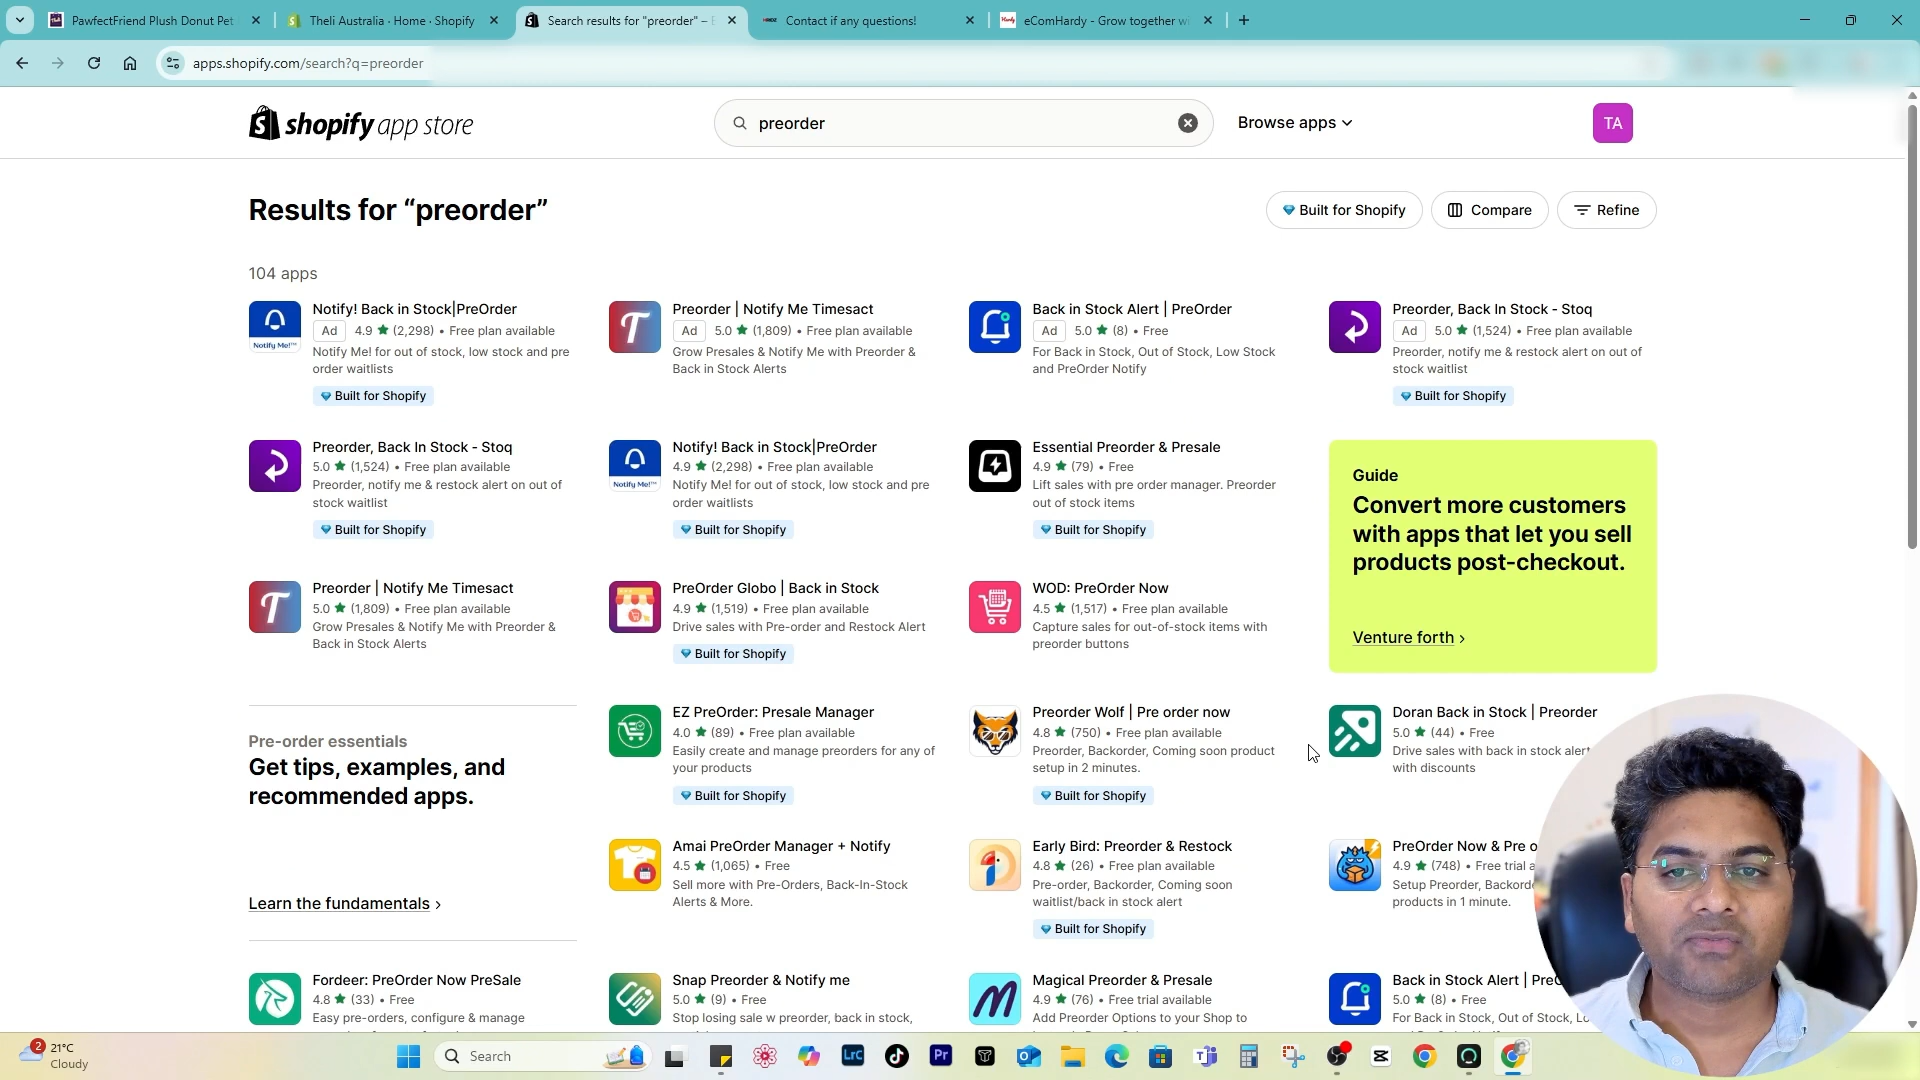 PawfectFriend Plush Donut Pet
Theli Australia · Home · Shopify
Search results for "preorder" –
Contact if any questions!
eComHardy - Grow together wi
apps.shopify.com/search?q=preorder
shopify app store
preorder
Browse apps
TA
Results for “preorder”
Built for Shopify
Compare
Refine
104 apps
Notify! Back in Stock|PreOrder
Ad 4.9 ★ (2,298) • Free plan available
Notify Me! for out of stock, low stock and pre
order waitlists
Built for Shopify
Notify Me!™
Preorder | Notify Me Timesact
Ad 5.0 ★ (1,809) • Free plan available
Grow Presales & Notify Me with Preorder &
Back in Stock Alerts
Back in Stock Alert | PreOrder
Ad 5.0 ★ (8) • Free
For Back in Stock, Out of Stock, Low Stock
and PreOrder Notify
Preorder, Back In Stock - Stoq
Ad 5.0 ★ (1,524) • Free plan available
Preorder, notify me & restock alert on out of
stock waitlist
Built for Shopify
Preorder, Back In Stock - Stoq
5.0 ★ (1,524) • Free plan available
Preorder, notify me & restock alert on out of
stock waitlist
Built for Shopify
Notify! Back in Stock|PreOrder
4.9 ★ (2,298) • Free plan available
Notify Me! for out of stock, low stock and pre
order waitlists
Built for Shopify
Notify Me!™
Essential Preorder & Presale
4.9 ★ (79) • Free
Lift sales with pre order manager. Preorder
out of stock items
Built for Shopify
Guide
Convert more customers
with apps that let you sell
products post-checkout.
Venture forth ›
Preorder | Notify Me Timesact
5.0 ★ (1,809) • Free plan available
Grow Presales & Notify Me with Preorder &
Back in Stock Alerts
PreOrder Globo | Back in Stock
4.9 ★ (1,519) • Free plan available
Drive sales with Pre-order and Restock Alert
Built for Shopify
WOD: PreOrder Now
4.5 ★ (1,517) • Free plan available
Capture sales for out-of-stock items with
preorder buttons
Pre-order essentials
Get tips, examples, and
recommended apps.
Learn the fundamentals ›
EZ PreOrder: Presale Manager
4.0 ★ (89) • Free plan available
Easily create and manage preorders for any of
your products
Built for Shopify
Preorder Wolf | Pre order now
4.8 ★ (750) • Free plan available
Preorder, Backorder, Coming soon product
setup in 2 minutes.
Built for Shopify
Doran Back in Stock | Preorder
5.0 ★ (44) • Free
Drive sales with back in stock alert
with discounts
Amai PreOrder Manager + Notify
4.5 ★ (1,065) • Free
Sell more with Pre-Orders, Back-In-Stock
Alerts & More.
Early Bird: Preorder & Restock
4.8 ★ (26) • Free plan available
Pre-order, Backorder, Coming soon
waitlist/back in stock alert
Built for Shopify
PreOrder Now & Pre o
4.9 ★ (748) • Free trial a
Setup Preorder, Backord
products in 1 minute.
Fordeer: PreOrder Now PreSale
4.8 ★ (33) • Free
Easy pre-orders, configure & manage
Snap Preorder & Notify me
5.0 ★ (9) • Free
Stop losing sale w preorder, back in stock,
Magical Preorder & Presale
4.9 ★ (76) • Free trial available
Add Preorder Options to your Shop to
Back in Stock Alert | Pre
5.0 ★ (8) • Free
For Back in Stock, Out of Stock,
2
21°C
Cloudy
Search
LrC
Pr